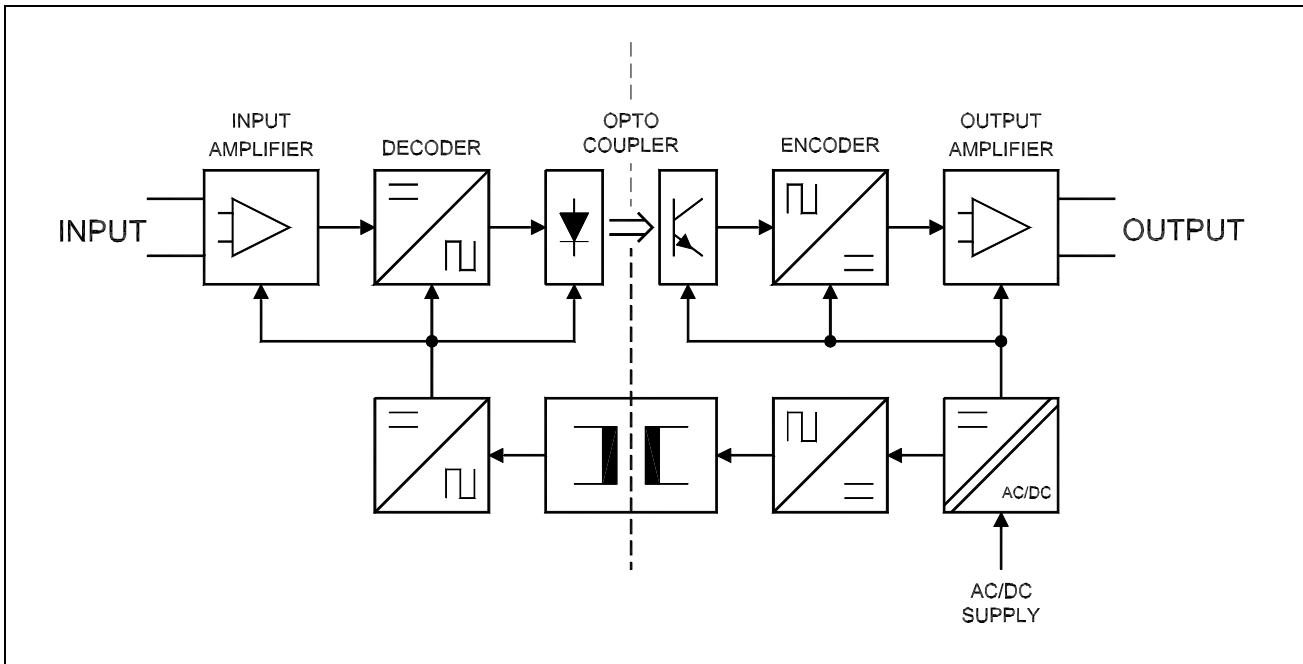 INPUT
AMPLIFIER
DECODER
OPTO
COUPLER
ENCODER
OUTPUT
AMPLIFIER
INPUT
OUTPUT
AC/DC
AC/DC
SUPPLY